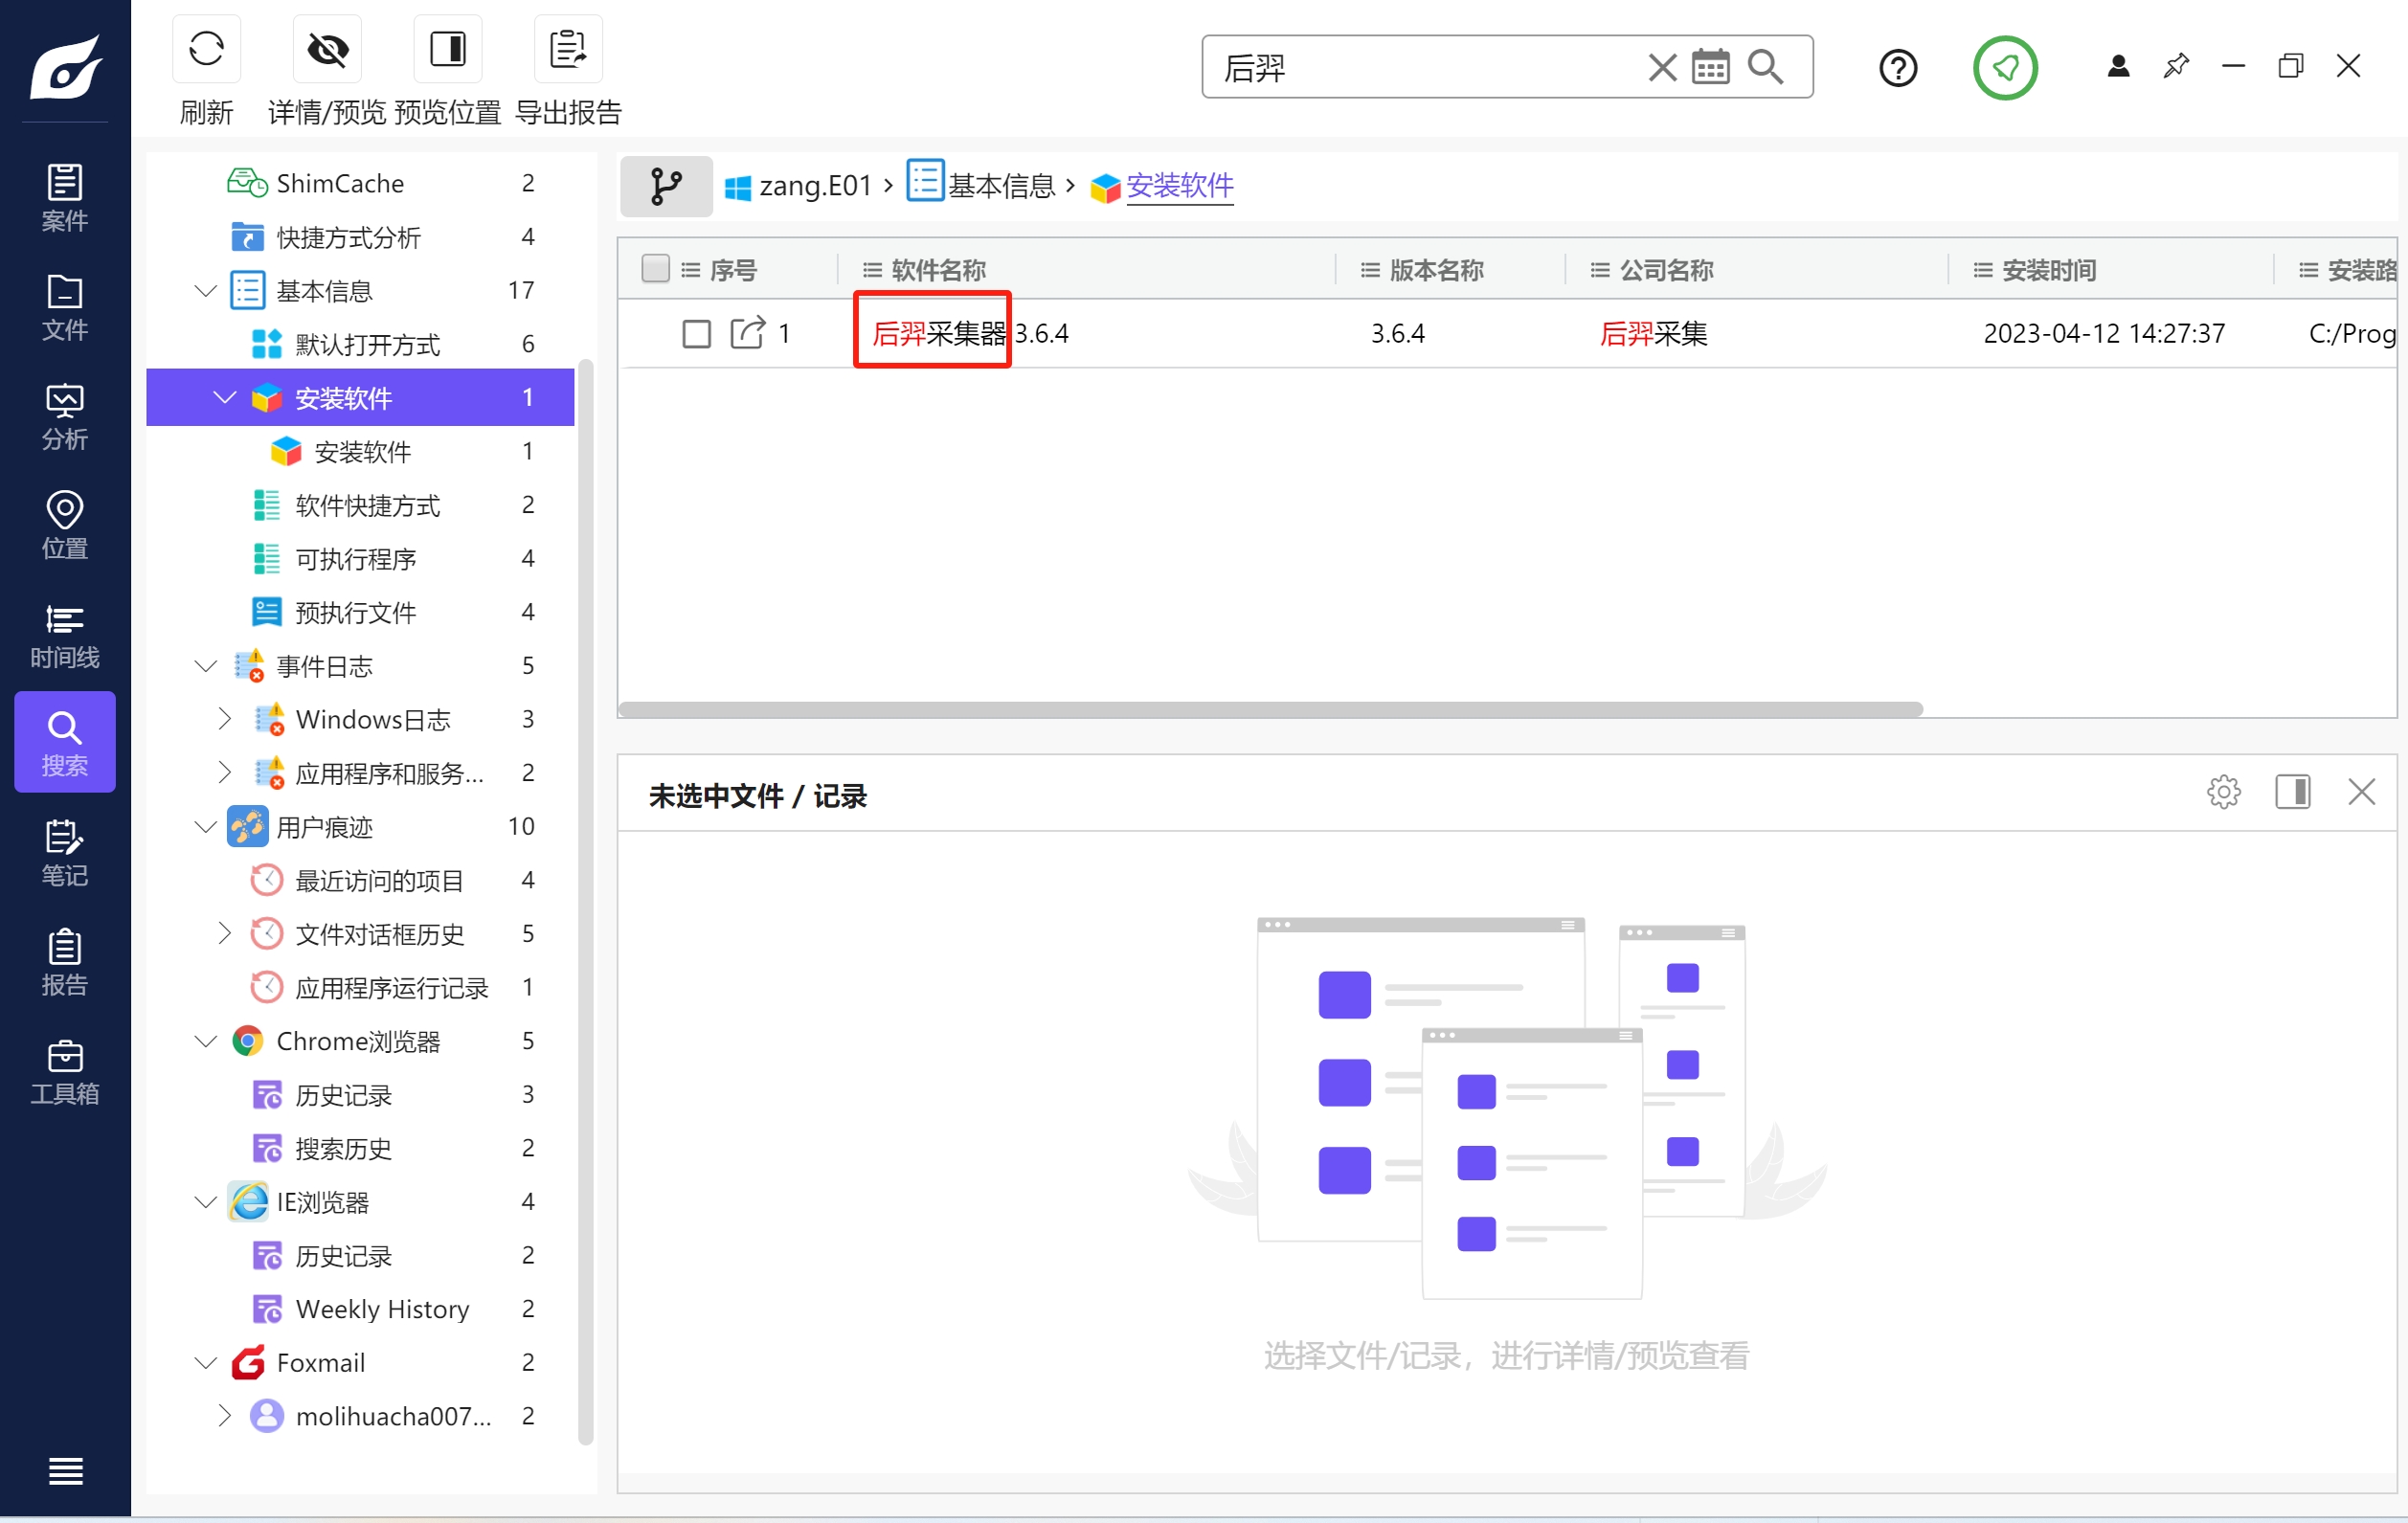 刷新
详情/预览
预览位置
导出报告
后羿
案件
文件
分析
位置
时间线
搜索
笔记
报告
工具箱
ShimCache 2
快捷方式分析 4
基本信息 17
默认打开方式 6
安装软件 1
安装软件 1
软件快捷方式 2
可执行程序 4
预执行文件 4
事件日志 5
Windows日志 3
应用程序和服务... 2
用户痕迹 10
最近访问的项目 4
文件对话框历史 5
应用程序运行记录 1
Chrome浏览器 5
历史记录 3
搜索历史 2
IE浏览器 4
历史记录 2
Weekly History 2
Foxmail 2
molihuacha007... 2
zang.E01 › 基本信息 › 安装软件
序号 软件名称 版本名称 公司名称 安装时间 安装路
1 后羿采集器 3.6.4 3.6.4 后羿采集 2023-04-12 14:27:37 C:/Prog
未选中文件 / 记录
选择文件/记录，进行详情/预览查看